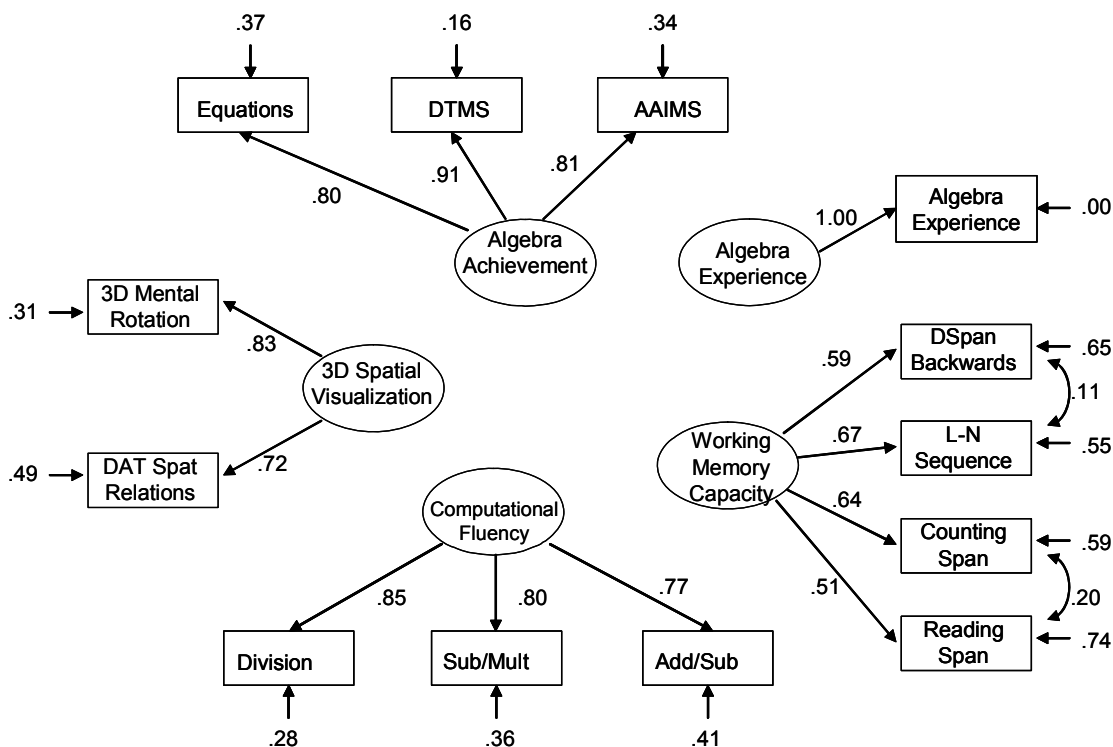 .37
.16
.34
Equations
DTMS
AAIMS
.80
.91
.81
Algebra
Achievement
Algebra
Experience
1.00
Algebra
Experience
.00
.31
3D Mental
Rotation
.83
3D Spatial
Visualization
.72
.49
DAT Spat
Relations
DSpan
Backwards
.65
.59
.11
Working
Memory
Capacity
.67
L-N
Sequence
.55
.64
Counting
Span
.59
.51
.20
Reading
Span
.74
Computational
Fluency
.85
.80
.77
Division
Sub/Mult
Add/Sub
.28
.36
.41